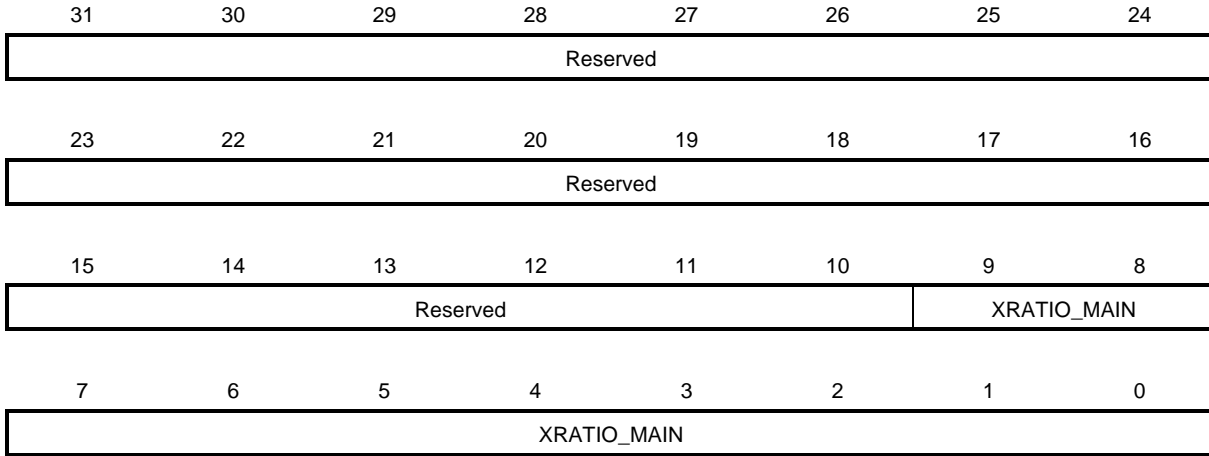 31 30 29 28 27 26 25 24
Reserved
23 22 21 20 19 18 17 16
Reserved
15 14 13 12 11 10 9 8
Reserved XRATIO_MAIN
7 6 5 4 3 2 1 0
XRATIO_MAIN